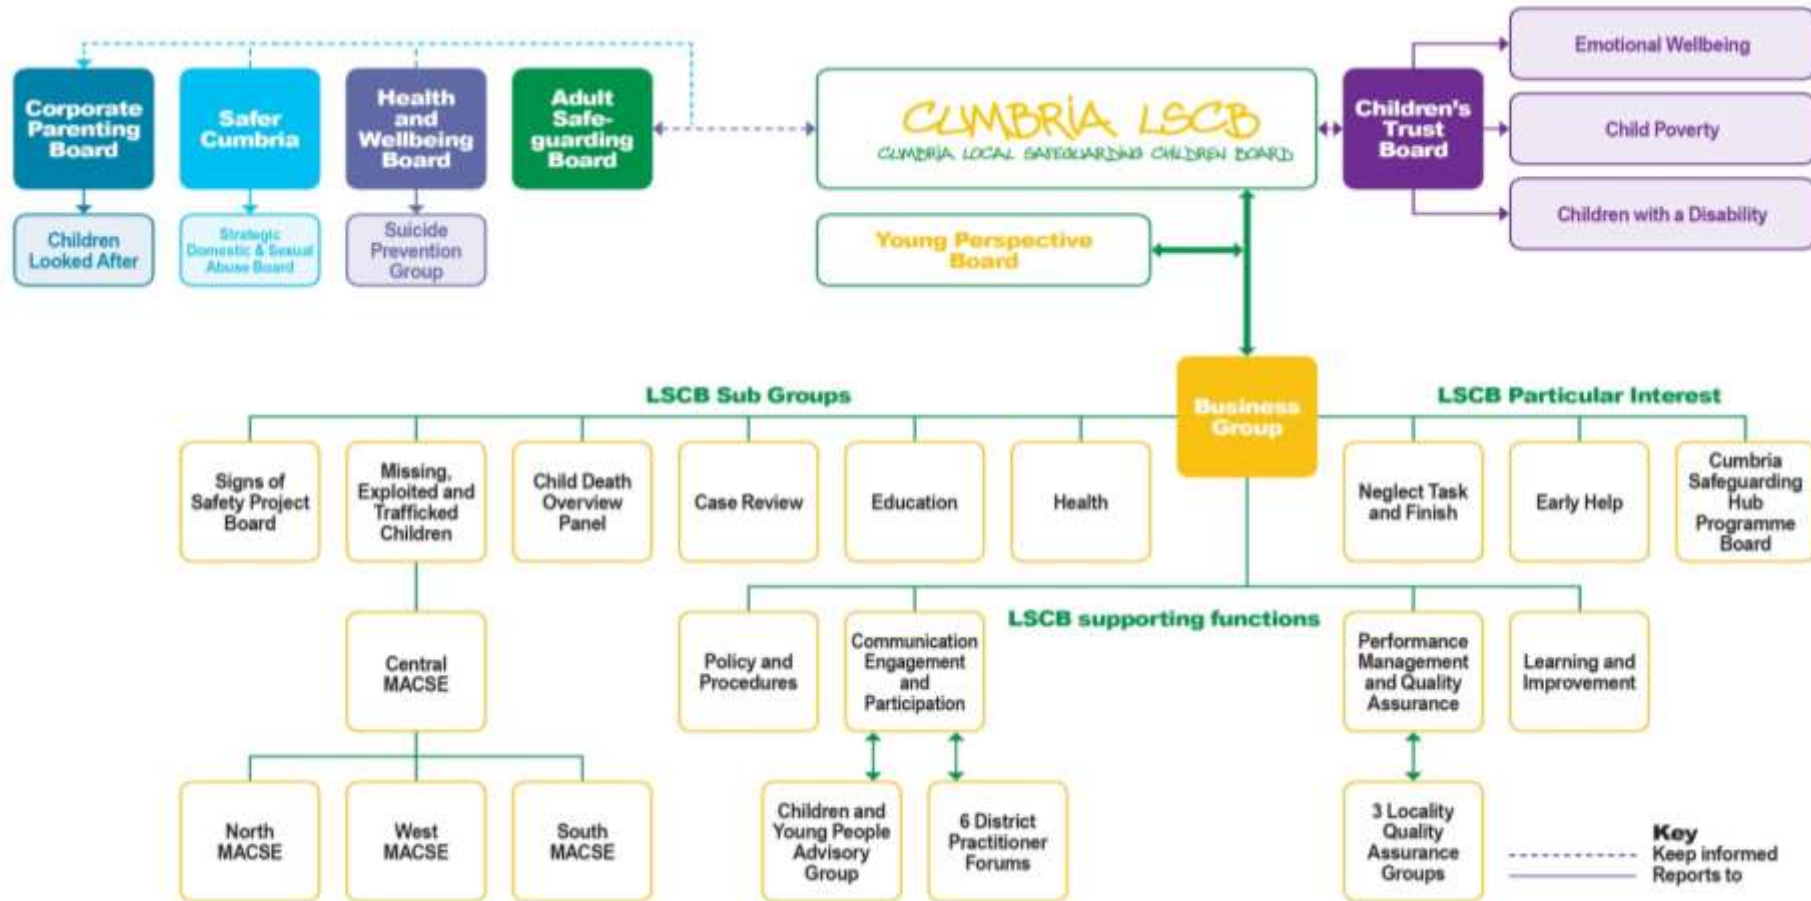 Emotional Wellbeing
Corporate
Parenting
Board
Safer
Cumbria
Health
and
Wellbeing
Board
Adult
Safe-
guarding
Board
CUMBRIA LSCB
CUMBRIA LOCAL SAFEGUARDING CHILDREN BOARD
Children's
Trust
Board
Child Poverty
Children
Looked After
Strategic
Domestic & Sexual
Abuse Board
Suicide
Prevention
Group
Young Perspective
Board
Children with a Disability
LSCB Sub Groups
Business
Group
LSCB Particular Interest
Signs of
Safety Project
Board
Missing,
Exploited and
Trafficked
Children
Child Death
Overview
Panel
Case Review
Education
Health
Neglect Task
and Finish
Early Help
Cumbria
Safeguarding
Hub
Programme
Board
LSCB supporting functions
Central
MACSE
Policy and
Procedures
Communication
Engagement
and
Participation
Performance
Management
and Quality
Assurance
Learning and
Improvement
North
MACSE
West
MACSE
South
MACSE
Children and
Young People
Advisory
Group
6 District
Practitioner
Forums
3 Locality
Quality
Assurance
Groups
Key
Keep informed
Reports to